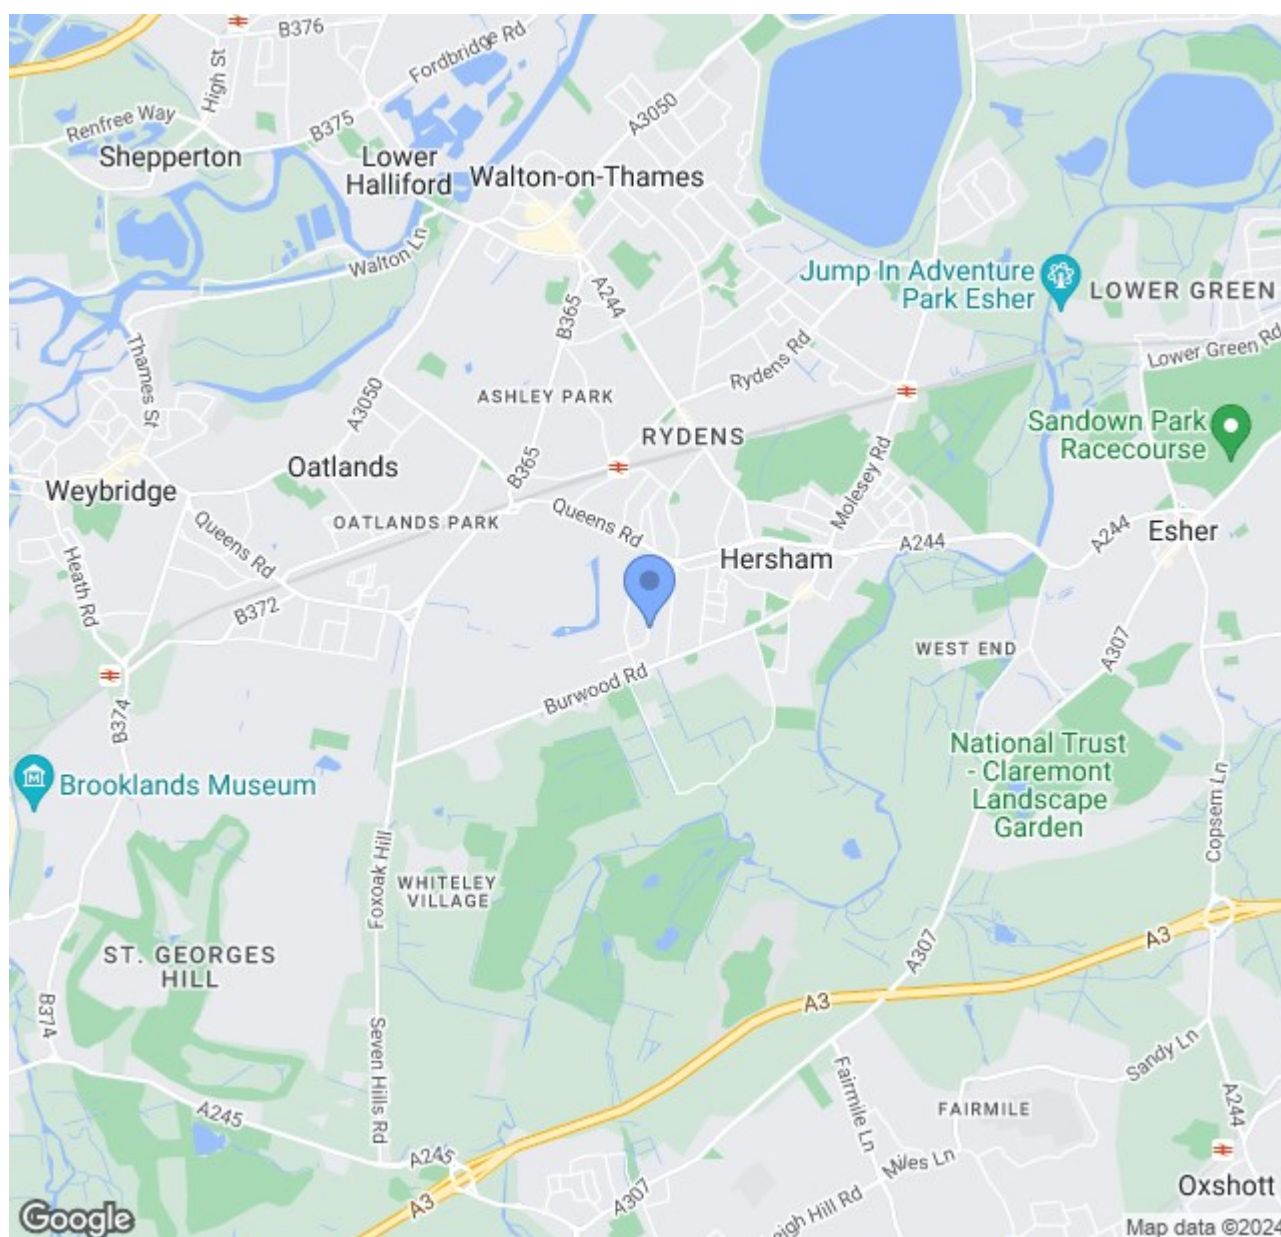 B376
Fordbridge Rd
High St
A3050
Renfree Way
B375
Shepperton
Lower
Halliford
Walton-on-Thames
Walton Ln
Jump In Adventure
Park Esher
LOWER GREEN
B365
A244
Thames St
Lower Green Rd
Rydens Rd
A3050
ASHLEY PARK
Sandown Park
Racecourse
RYDENS
Oatlands
B365
Molesey Rd
Weybridge
OATLANDS PARK
Queens Rd
Queens Rd
A244
A244
Esher
Hersham
Heath Rd
B372
WEST END
A307
Burwood Rd
B374
National Trust
- Claremont
Landscape
Garden
Brooklands Museum
Copsem Ln
Foxoak Hill
WHITELEY
VILLAGE
ST. GEORGES
HILL
A307
A3
A3
B374
Seven Hills Rd
Sandy Ln
Fairmile Ln
FAIRMILE
A244
A245
A245
Miles Ln
Oxshott
A307
A3
eigh Hill Rd
Google
Map data ©2024